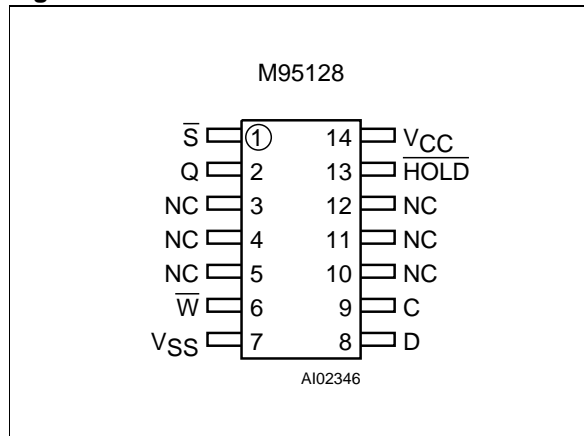 M95128
S̅ 1 14 VCC
Q 2 13 H̅O̅L̅D̅
NC 3 12 NC
NC 4 11 NC
NC 5 10 NC
W̅ 6 9 C
VSS 7 8 D
AI02346